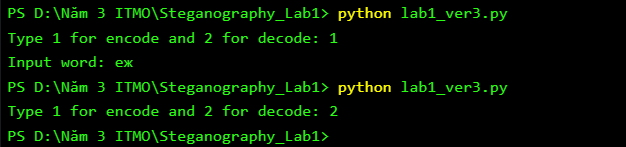 PS D:\Năm 3 ITMO\Steganography_Lab1> python lab1_ver3.py
Type 1 for encode and 2 for decode: 1
Input word: еж
PS D:\Năm 3 ITMO\Steganography_Lab1> python lab1_ver3.py
Type 1 for encode and 2 for decode: 2
PS D:\Năm 3 ITMO\Steganography_Lab1>